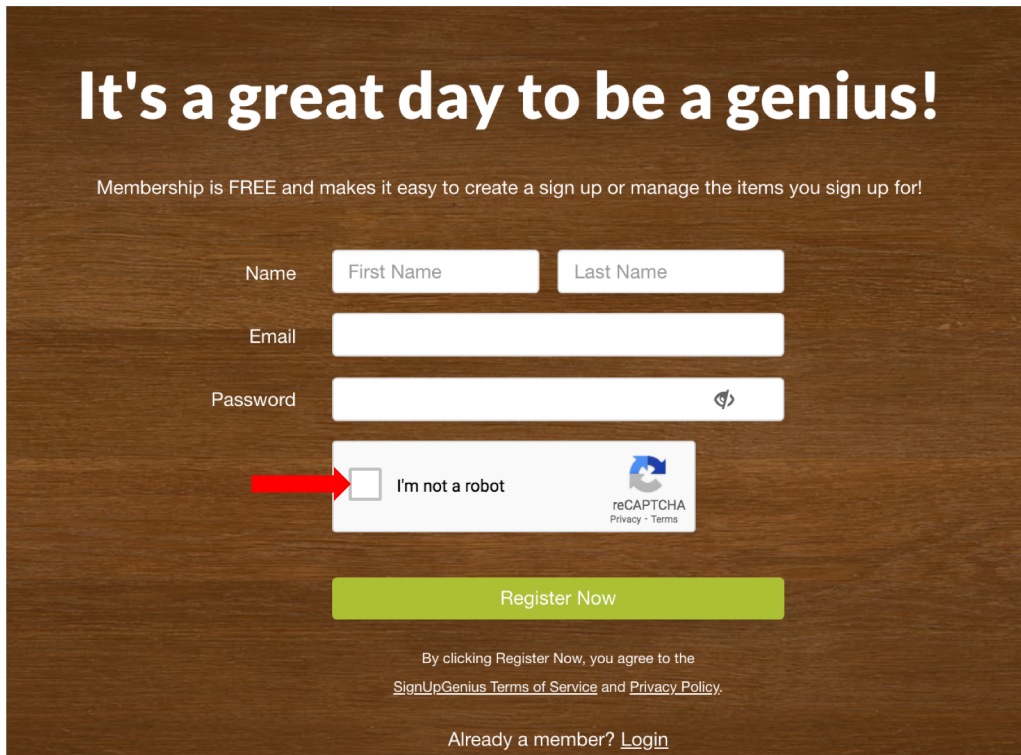 It's a great day to be a genius!
Membership is FREE and makes it easy to create a sign up or manage the items you sign up for!
Name First Name Last Name
Email
Password
I'm not a robot
reCAPTCHA
Privacy - Terms
Register Now
By clicking Register Now, you agree to the
SignUpGenius Terms of Service and Privacy Policy.
Already a member? Login